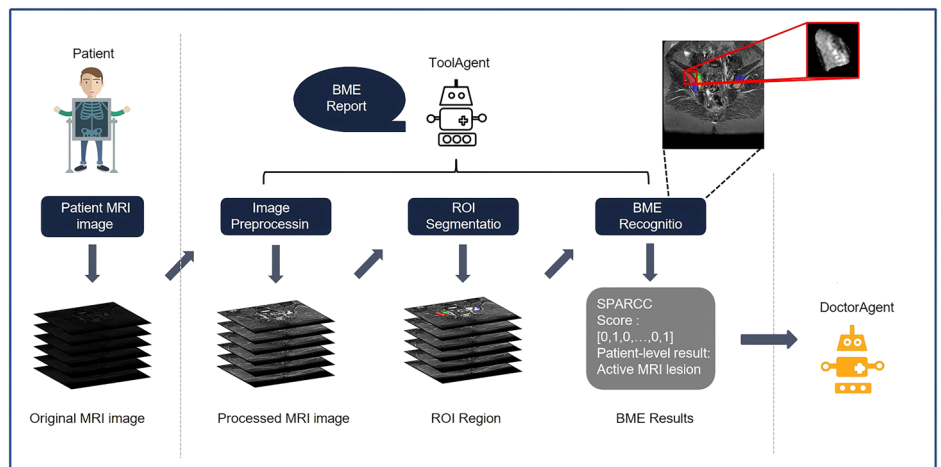 Patient
ToolAgent
BME
Report
Patient MRI
image
Image
Preprocessin
ROI
Segmentatio
BME
Recognitio
SPARCC
Score :
[0,1,0,...,0,1]
Patient-level result:
Active MRI lesion
DoctorAgent
Original MRI image
Processed MRI image
ROI Region
BME Results